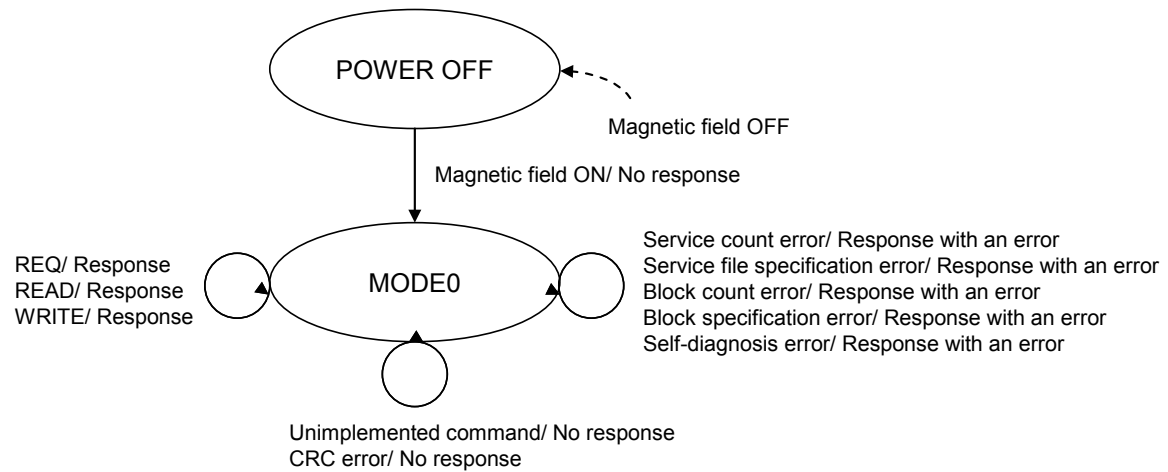 POWER OFF
Magnetic field OFF
Magnetic field ON/ No response
REQ/ Response
READ/ Response
WRITE/ Response
MODE0
Service count error/ Response with an error
Service file specification error/ Response with an error
Block count error/ Response with an error
Block specification error/ Response with an error
Self-diagnosis error/ Response with an error
Unimplemented command/ No response
CRC error/ No response